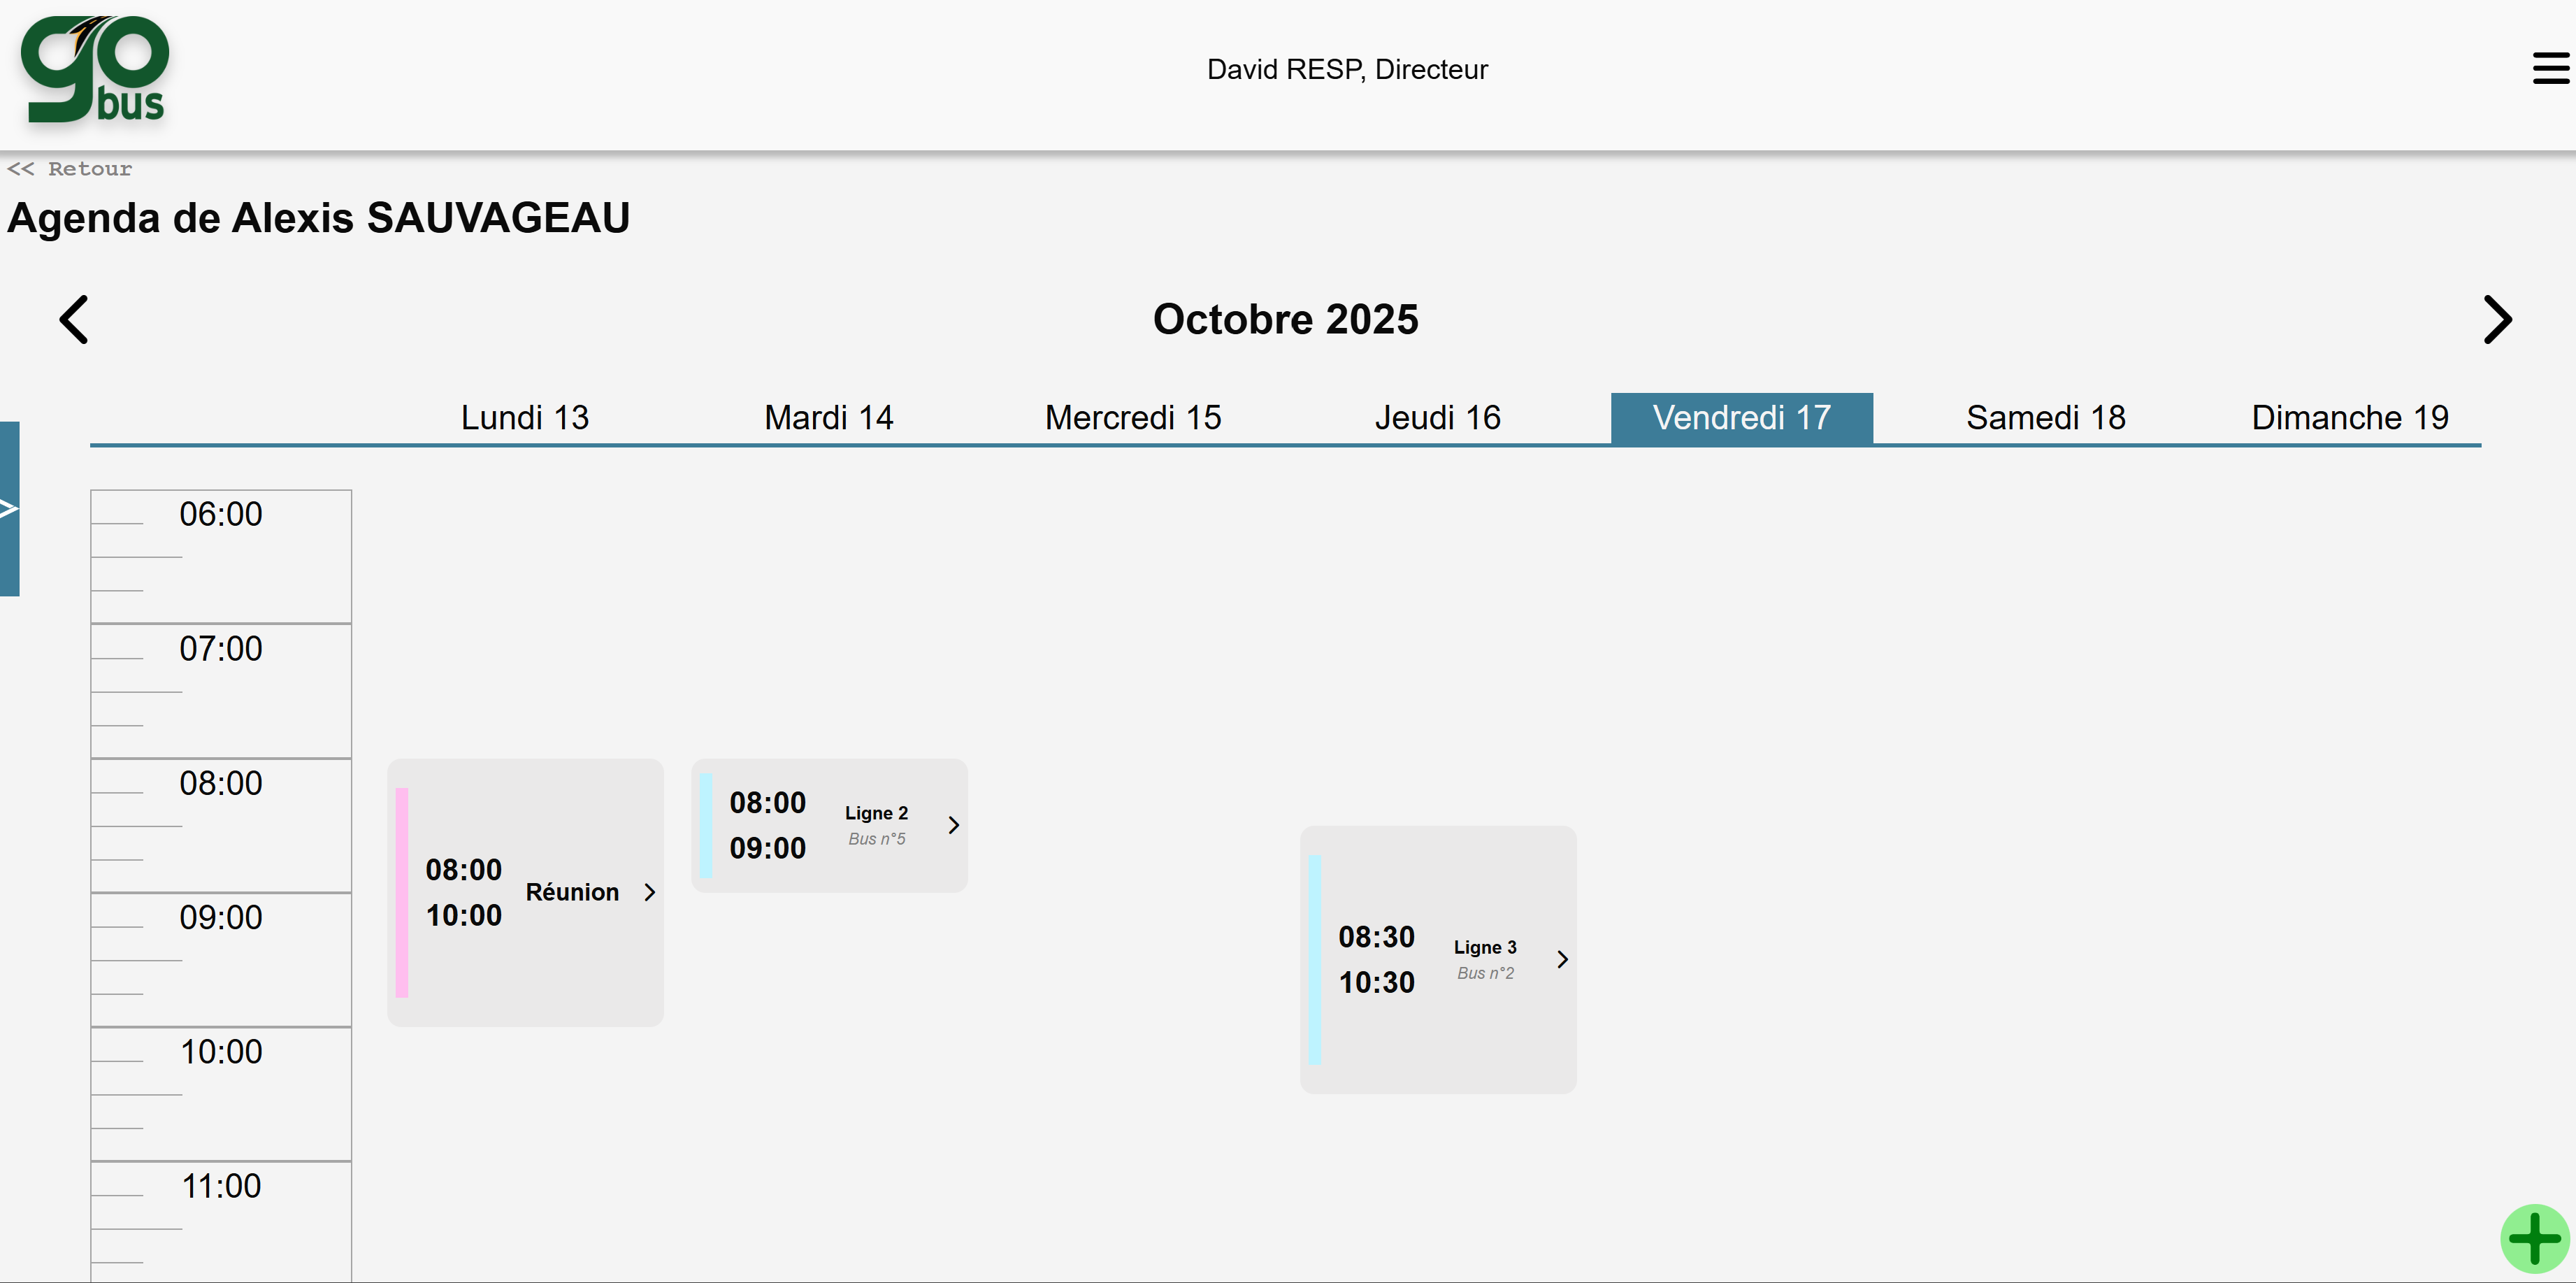 go
bus
David RESP, Directeur
<< Retour
Agenda de Alexis SAUVAGEAU
Octobre 2025
Lundi 13 Mardi 14 Mercredi 15 Jeudi 16 Vendredi 17 Samedi 18 Dimanche 19
>
06:00
07:00
08:00
09:00
10:00
11:00
08:00
10:00
Réunion
08:00
09:00
Ligne 2
Bus n°5
08:30
10:30
Ligne 3
Bus n°2